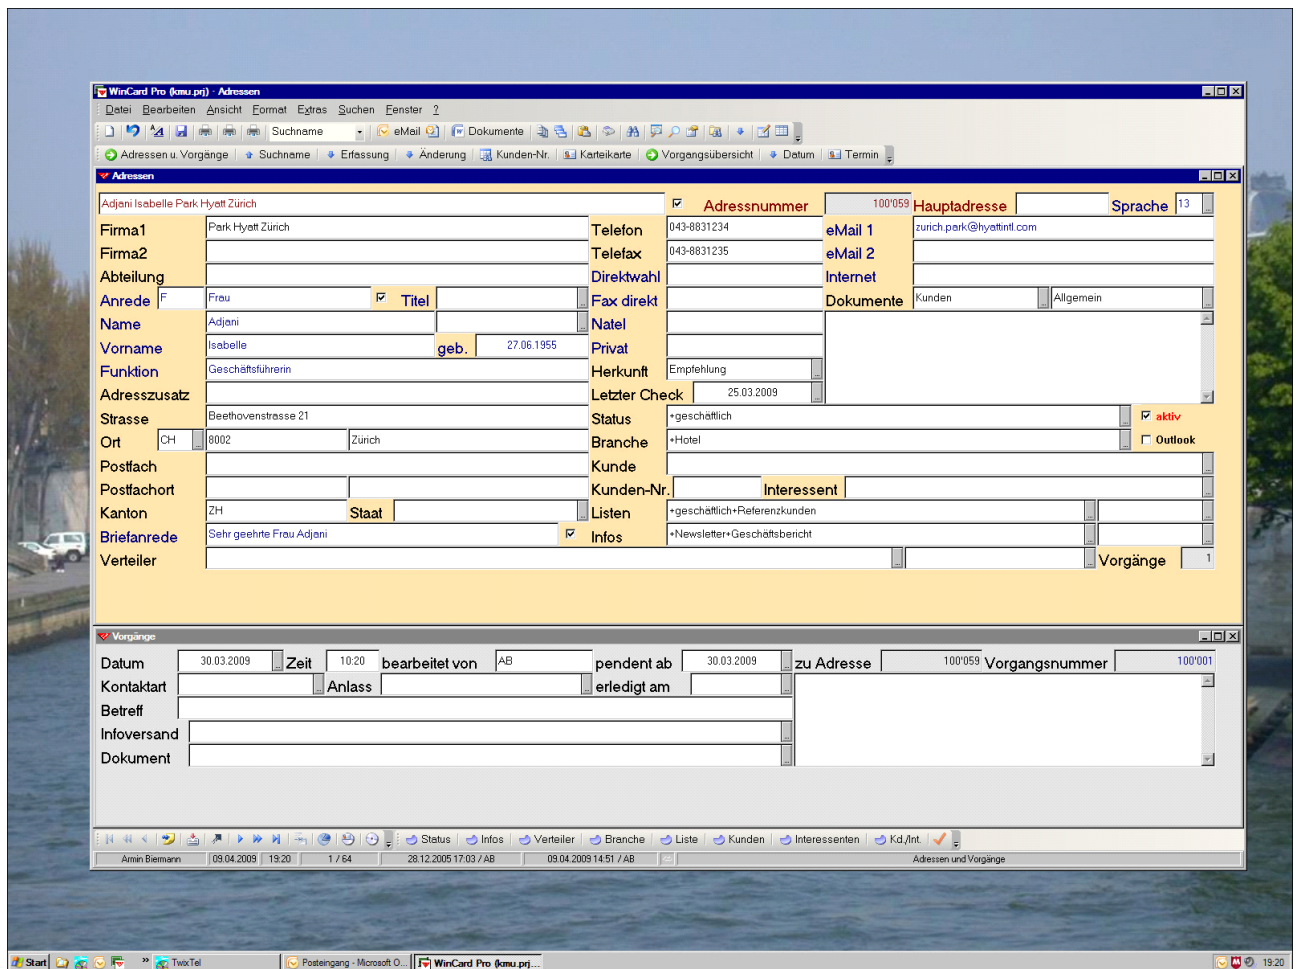 WinCard Pro (kmu.prj) - Adressen
Datei Bearbeiten Ansicht Format Extras Suchen Fenster ?
Suchname eMail Dokumente
Adressen u. Vorgänge Suchname Erfassung Änderung Kunden-Nr. Karteikarte Vorgangsübersicht Datum Termin
Adressen
Adjani Isabelle Park Hyatt Zürich Adressnummer 100'059 Hauptadresse Sprache 13
Firma1 Park Hyatt Zürich Telefon 043-8831234 eMail 1 zurich.park@hyattintl.com
Firma2 Telefax 043-8831235 eMail 2
Abteilung Direktwahl Internet
Anrede F Frau Titel Fax direkt Dokumente Kunden Allgemein
Name Adjani Natel
Vorname Isabelle geb. 27.06.1955 Privat
Funktion Geschäftsführerin Herkunft Empfehlung
Adresszusatz Letzter Check 25.03.2009
Strasse Beethovenstrasse 21 Status +geschäftlich aktiv
Ort CH 8002 Zürich Branche +Hotel Outlook
Postfach Kunde
Postfachort Kunden-Nr. Interessent
Kanton ZH Staat Listen +geschäftlich+Referenzkunden
Briefanrede Sehr geehrte Frau Adjani Infos +Newsletter+Geschäftsbericht
Verteiler Vorgänge 1
Vorgänge
Datum 30.03.2009 Zeit 10:20 bearbeitet von AB pendent ab 30.03.2009 zu Adresse 100'059 Vorgangsnummer 100'001
Kontaktart Anlass erledigt am
Betreff
Infoversand
Dokument
Status Infos Verteiler Branche Liste Kunden Interessenten Kd./Int.
Armin Biermann 09.04.2009 19:20 1 / 64 28.12.2005 17:03 / AB 09.04.2009 14:51 / AB Adressen und Vorgänge
Start » TwixTel Posteingang - Microsoft O... WinCard Pro (kmu.prj... 19:20